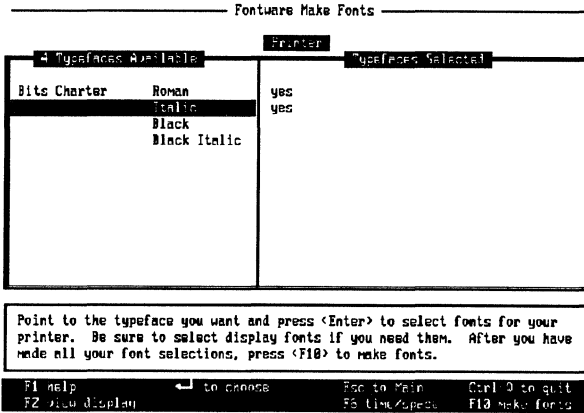 Fontware Make Fonts
Printer
4 Typefaces Available
Typefaces Selected
Bits Charter Roman yes
Italic yes
Black
Black Italic
Point to the typeface you want and press <Enter> to select fonts for your
printer. Be sure to select display fonts if you need them. After you have
made all your font selections, press <F10> to make fonts.
F1 help ↵ to choose Esc to Main Ctrl Q to quit
F2 view display F6 time/space F10 make fonts